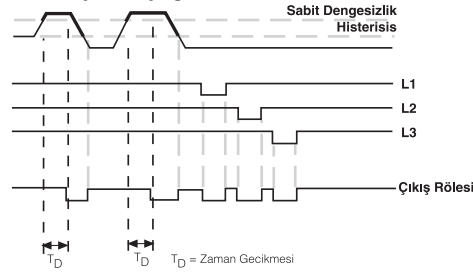 Sabit Dengesizlik
Histerisis
L1
L2
L3
Çıkış Rölesi
TD TD TD = Zaman Gecikmesi